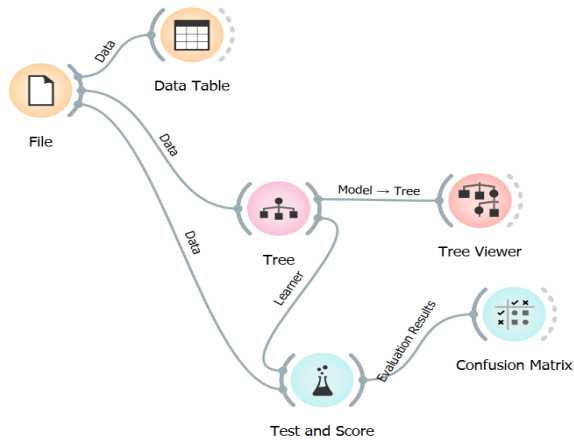 Data
Data Table
File
Data
Model → Tree
Tree
Tree Viewer
Data
Learner
Evaluation Results
Confusion Matrix
Test and Score